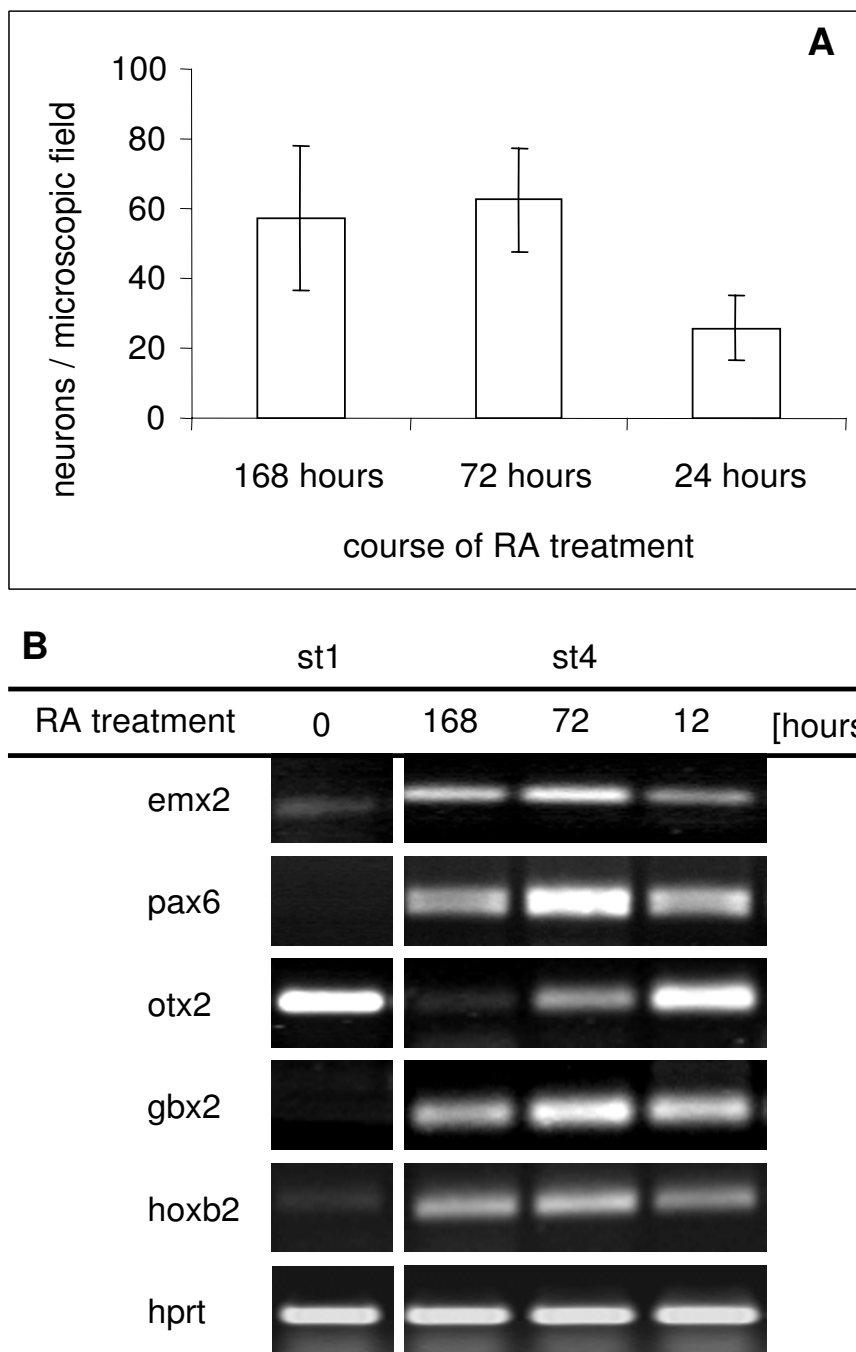 A
100
80
60
40
20
0
neurons / microscopic field
168 hours 72 hours 24 hours
course of RA treatment
B
st1 st4
RA treatment 0 168 72 12 [hours
emx2
pax6
otx2
gbx2
hoxb2
hprt